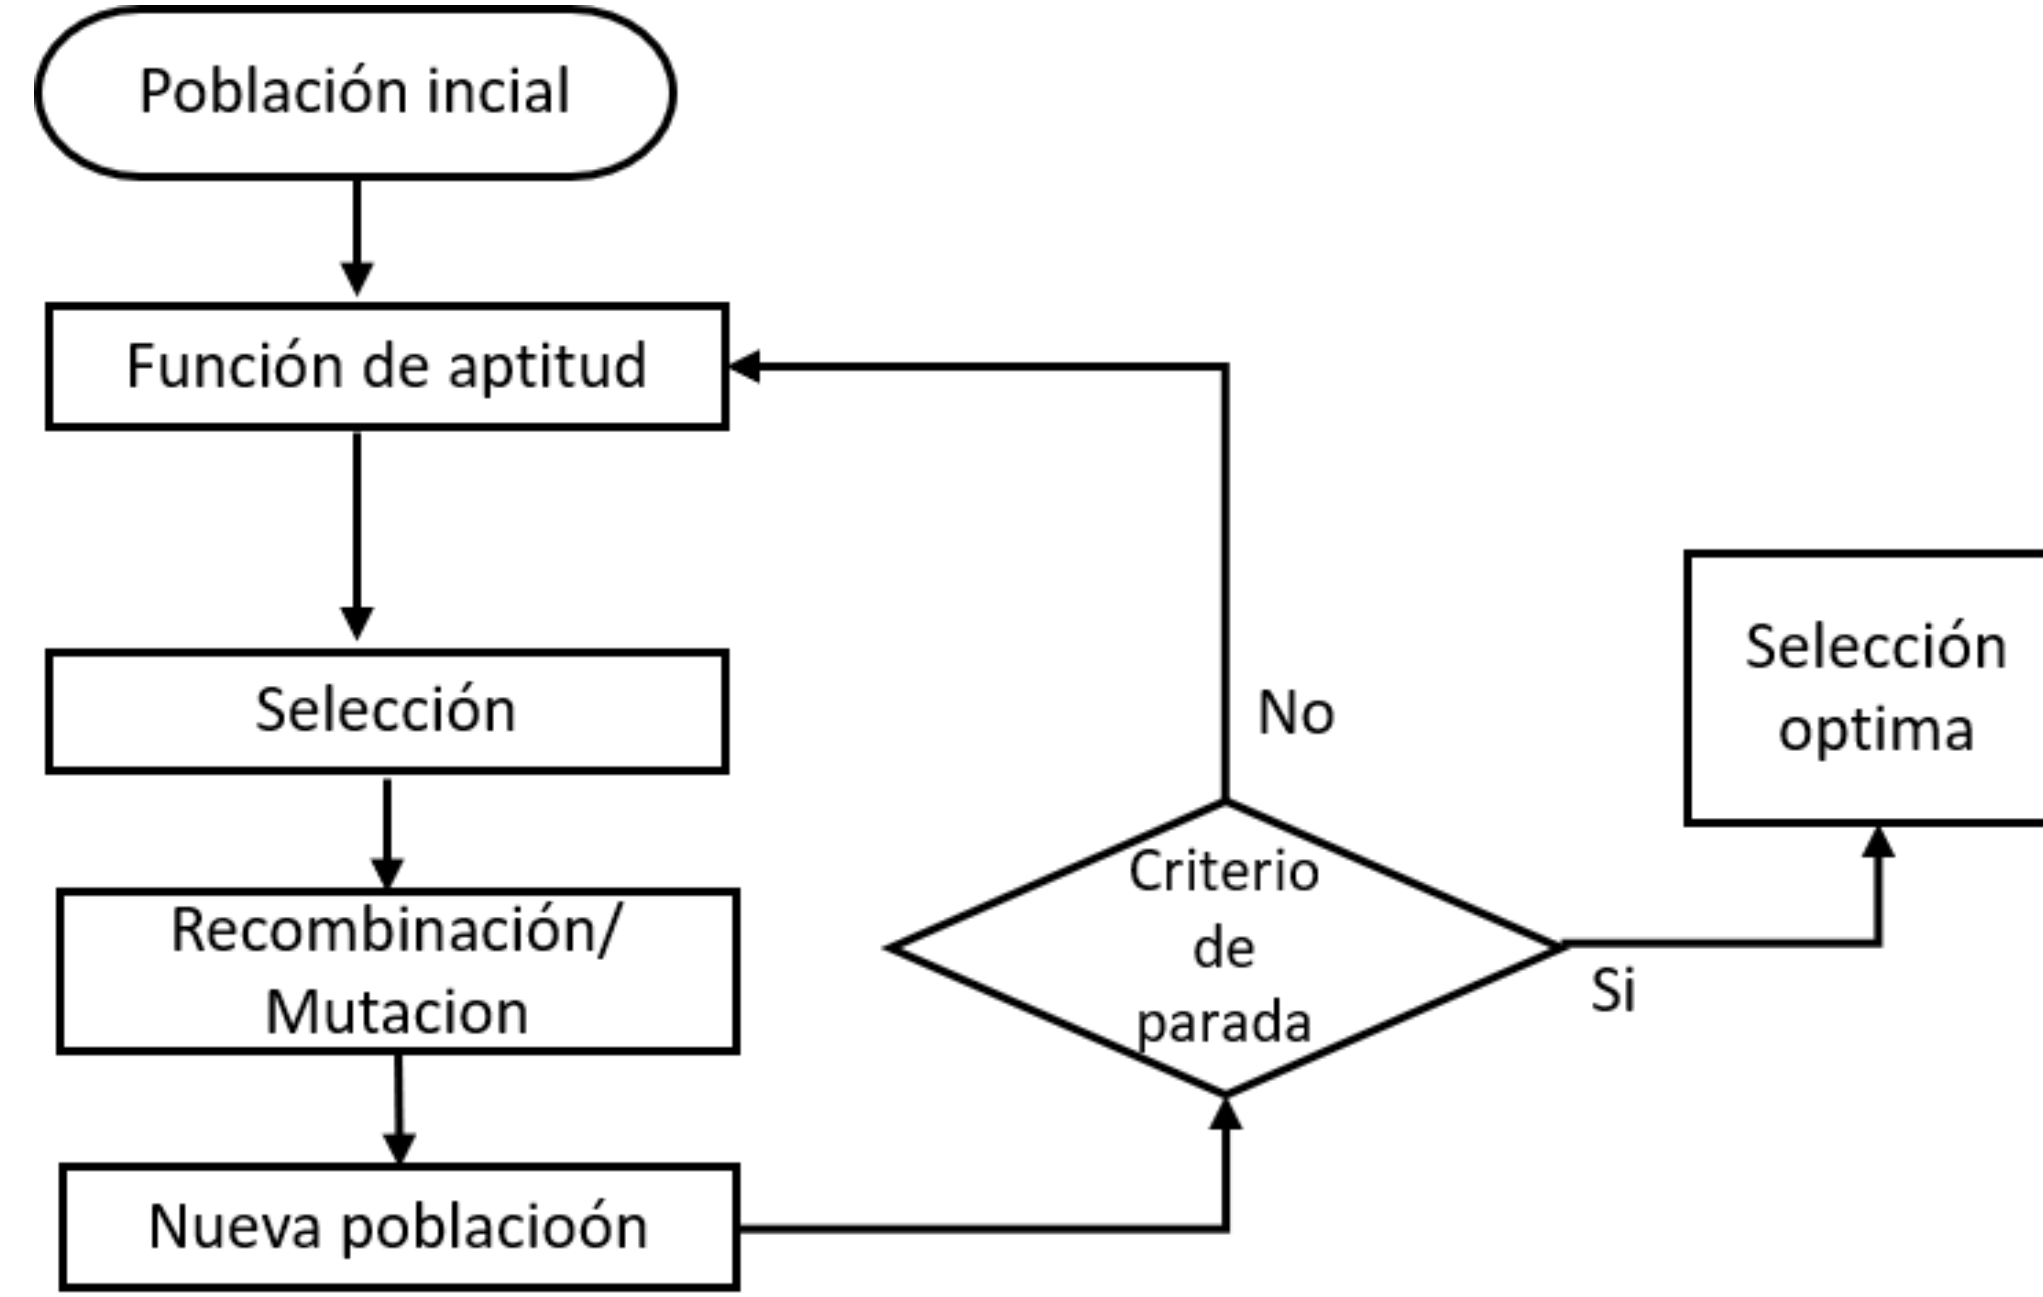 Población incial
Función de aptitud
Selección
Recombinación/
Mutacion
Nueva poblacioón
Criterio
de
parada
No
Si
Selección
optima